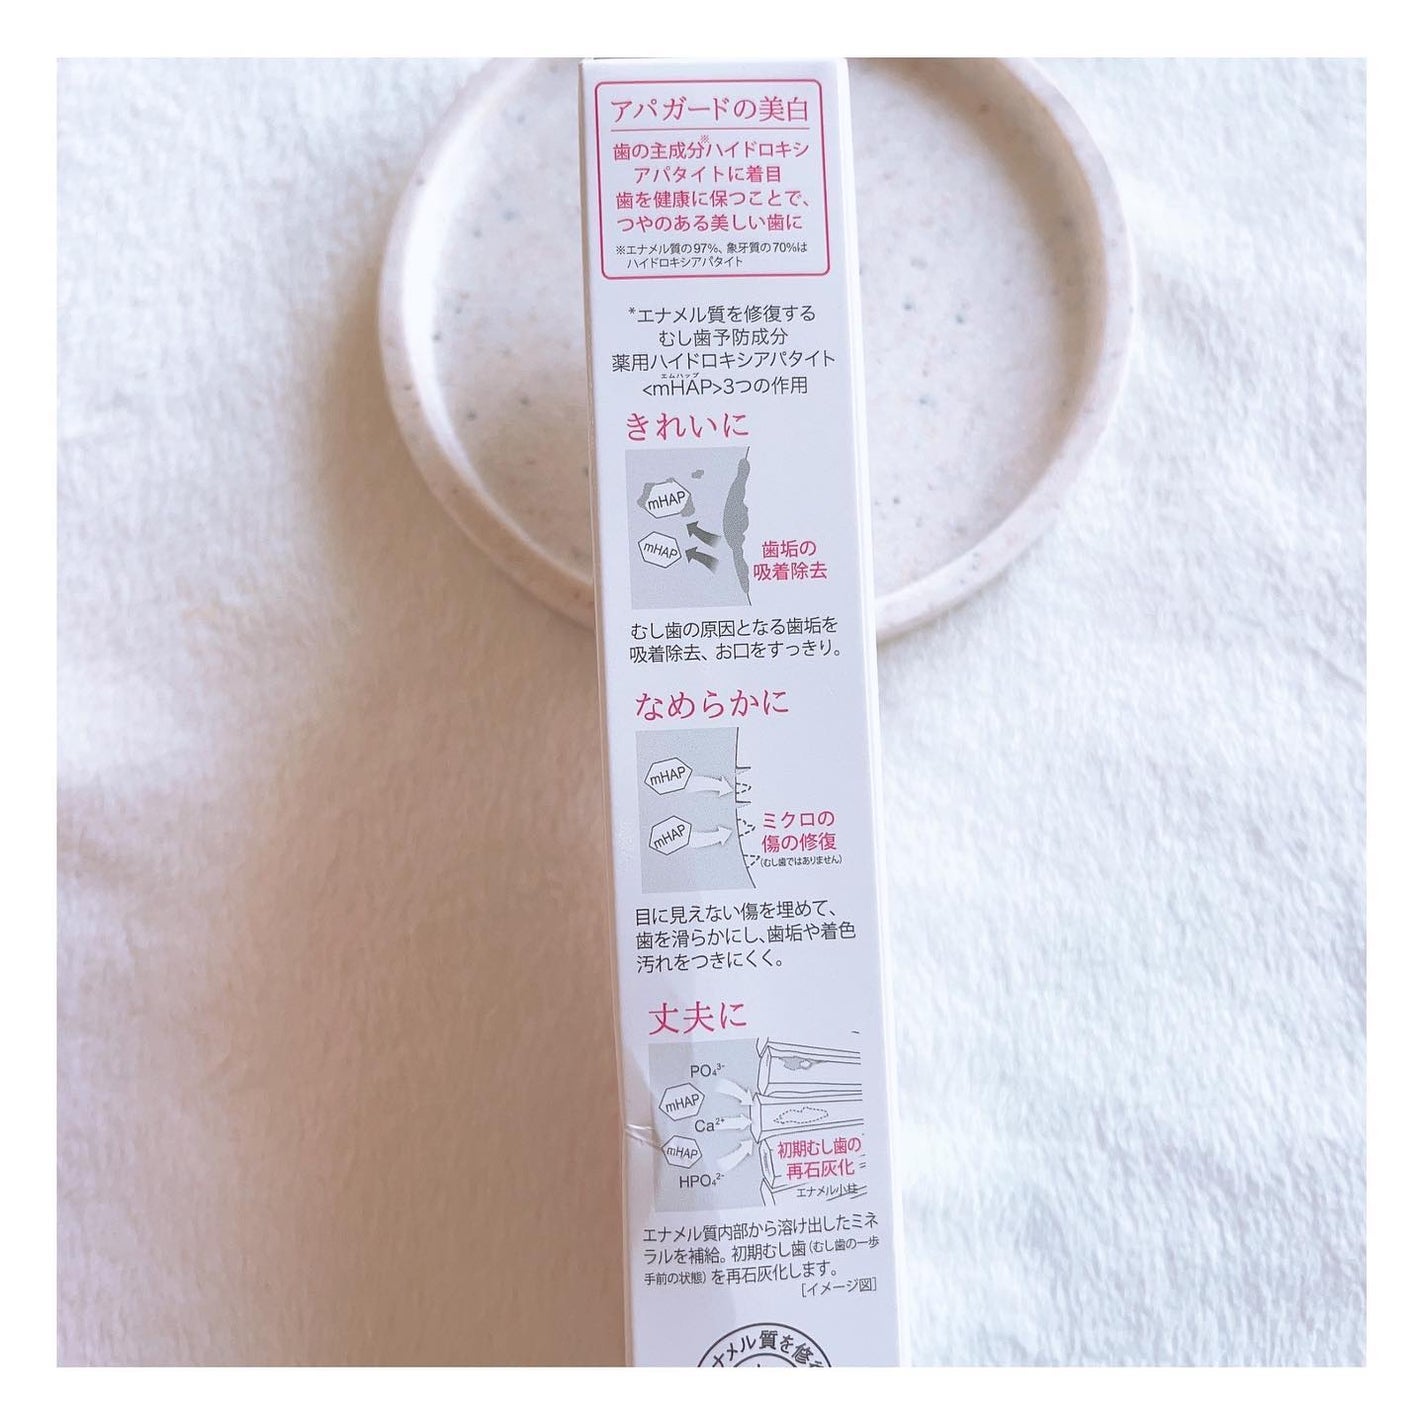 アパガードの美白
歯の主成分※ハイドロキシ
アパタイトに着目
歯を健康に保つことで、
つやのある美しい歯に
※エナメル質の97%、象牙質の70%は
ハイドロキシアパタイト
*エナメル質を修復する
むし歯予防成分
薬用ハイドロキシアパタイト
エムハップ
<mHAP>3つの作用
きれいに
mHAP
mHAP
歯垢の
吸着除去
むし歯の原因となる歯垢を
吸着除去、お口をすっきり。
なめらかに
mHAP
mHAP
ミクロの
傷の修復
(むし歯ではありません)
目に見えない傷を埋めて、
歯を滑らかにし、歯垢や着色
汚れをつきにくく。
丈夫に
PO₄³⁻
mHAP
Ca²⁺
mHAP
HPO₄²⁻
初期むし歯の
再石灰化
エナメル小柱
エナメル質内部から溶け出したミネ
ラルを補給。初期むし歯(むし歯の一歩
手前の状態)を再石灰化します。
[イメージ図]
ナメル質を修